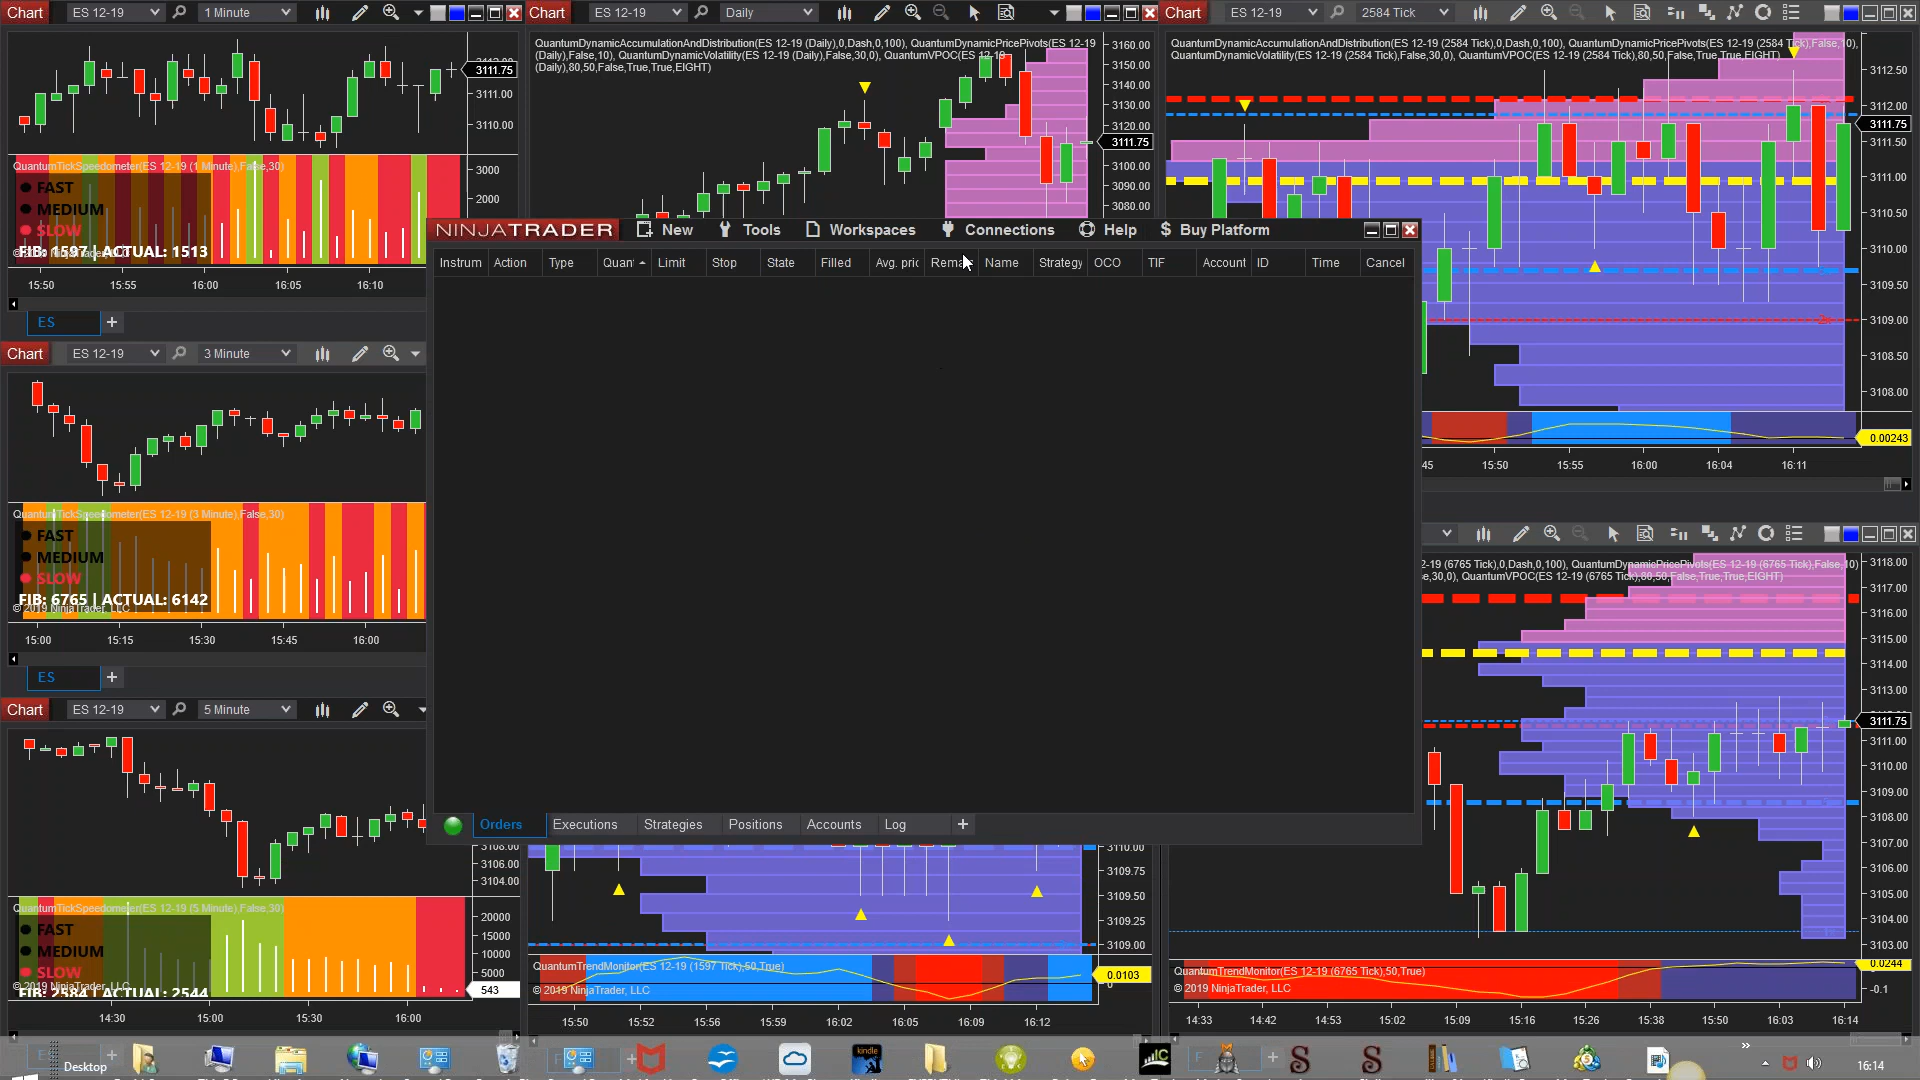 Chart ES 12-19 1 Minute
Chart ES 12-19 Daily
Chart ES 12-19 2584 Tick
3111.75
3111.00
3110.00
QuantumTickSpeedometer(ES 12-19 (1 Minute),False,30)
FAST
MEDIUM
SLOW
FIB: 1597 | ACTUAL: 1513
3000
2000
15:50 15:55 16:00 16:05 16:10
ES +
QuantumDynamicAccumulationAndDistribution(ES 12-19 (Daily),0,Dash,0,100), QuantumDynamicPricePivots(ES 12-19
(Daily),False,10), QuantumDynamicVolatility(ES 12-19 (Daily),False,30,0), QuantumVPOC(ES 12-19
(Daily),80,50,False,True,True,EIGHT)
3160.00
3150.00
3140.00
3130.00
3120.00
3111.75
3100.00
3090.00
3080.00
QuantumDynamicAccumulationAndDistribution(ES 12-19 (2584 Tick),0,Dash,0,100), QuantumDynamicPricePivots(ES 12-19 (2584 Tick),False,10),
QuantumDynamicVolatility(ES 12-19 (2584 Tick),False,30,0), QuantumVPOC(ES 12-19 (2584 Tick),80,50,False,True,True,EIGHT)
3112.50
3112.00
3111.75
3111.50
3111.00
3110.50
3110.00
3109.50
3109.00
3108.50
3108.00
0.00243
45 15:50 15:55 16:00 16:04 16:11
NINJATRADER New Tools Workspaces Connections Help $ Buy Platform
Instrum Action Type Quant Limit Stop State Filled Avg. pric Rema Name Strategy OCO TIF Account ID Time Cancel
Orders Executions Strategies Positions Accounts Log +
Chart ES 12-19 3 Minute
QuantumTickSpeedometer(ES 12-19 (3 Minute),False,30)
FAST
MEDIUM
SLOW
FIB: 6765 | ACTUAL: 6142
15:00 15:15 15:30 15:45 16:00
ES +
Chart ES 12-19 5 Minute
3106.00
3104.00
QuantumTickSpeedometer(ES 12-19 (5 Minute),False,30)
FAST
MEDIUM
SLOW
FIB: 2584 | ACTUAL: 2544
20000
15000
10000
5000
543
14:30 15:00 15:30 16:00
3110.00
3109.75
3109.50
3109.25
3109.00
QuantumTrendMonitor(ES 12-19 (1597 Tick),50,True)
© 2019 NinjaTrader, LLC
0.0103
15:50 15:52 15:56 15:59 16:02 16:05 16:09 16:12
2-19 (6765 Tick),0,Dash,0,100), QuantumDynamicPricePivots(ES 12-19 (6765 Tick),False,10)
e,30,0), QuantumVPOC(ES 12-19 (6765 Tick),80,50,False,True,True,EIGHT)
3118.00
3117.00
3116.00
3115.00
3114.00
3113.00
3111.75
3111.00
3110.00
3109.00
3108.00
3107.00
3106.00
3105.00
3104.00
3103.00
QuantumTrendMonitor(ES 12-19 (6765 Tick),50,True)
© 2019 NinjaTrader, LLC
0.0244
-0.1
14:33 14:42 14:53 15:02 15:09 15:16 15:26 15:38 15:50 16:03 16:14
Desktop
kindle
16:14